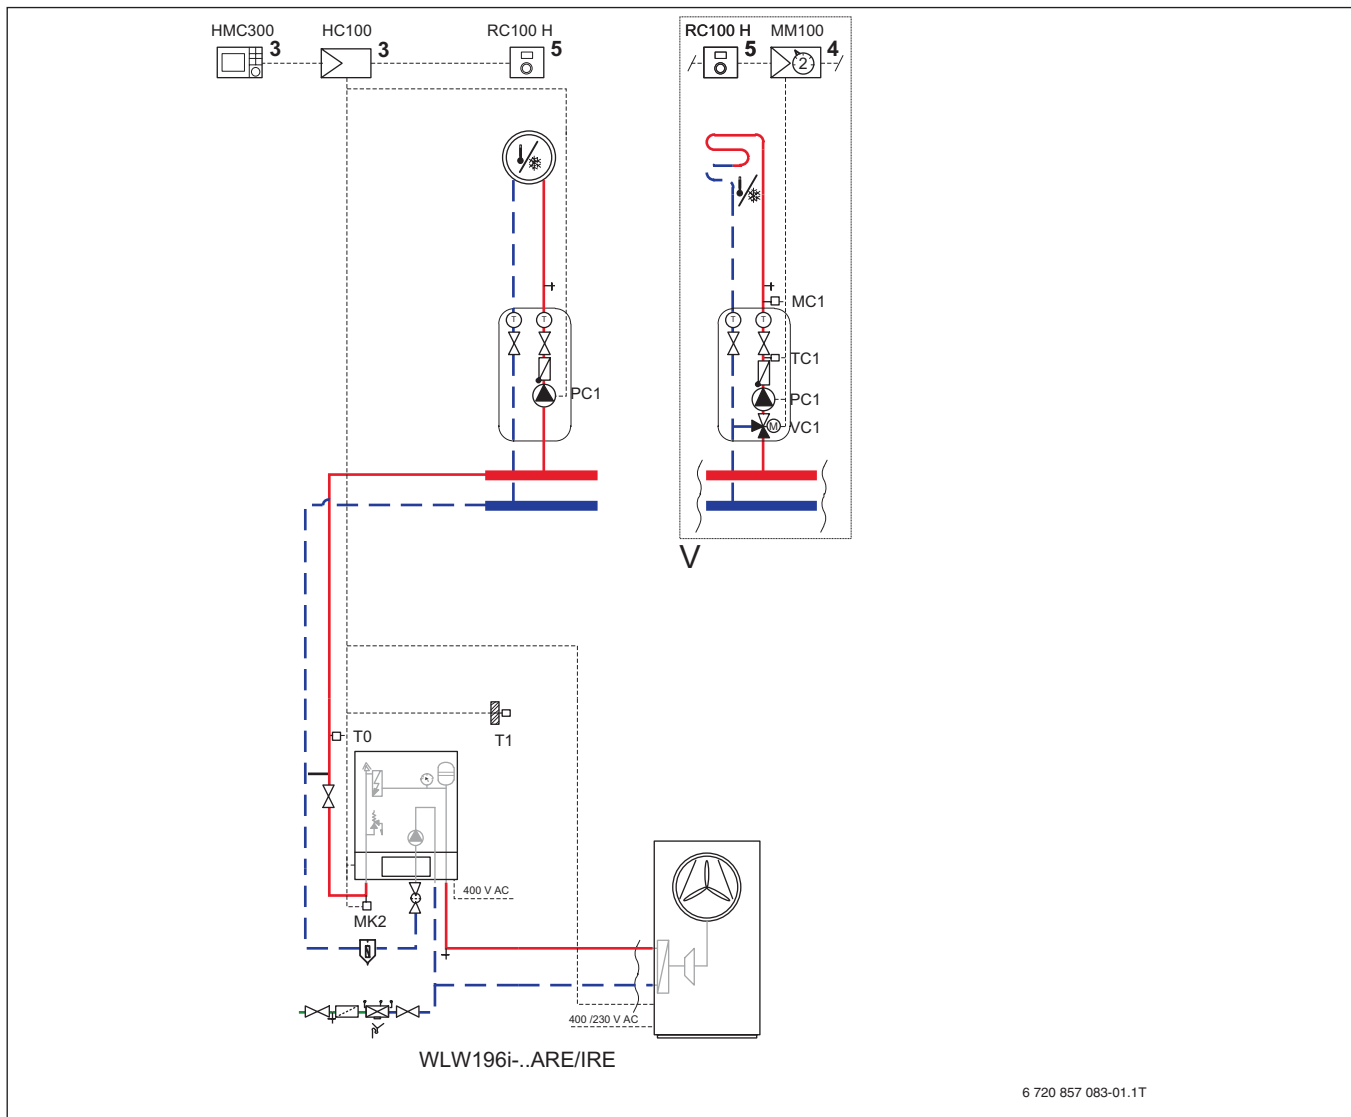 HMC300 HC100 RC100 H RC100 H MM100
3 3 5 5 4
2
T T T T
MC1
TC1
PC1 PC1
M VC1
V
T0 T1
400 V AC
MK2
400 /230 V AC
WLW196i-..ARE/IRE
6 720 857 083-01.1T